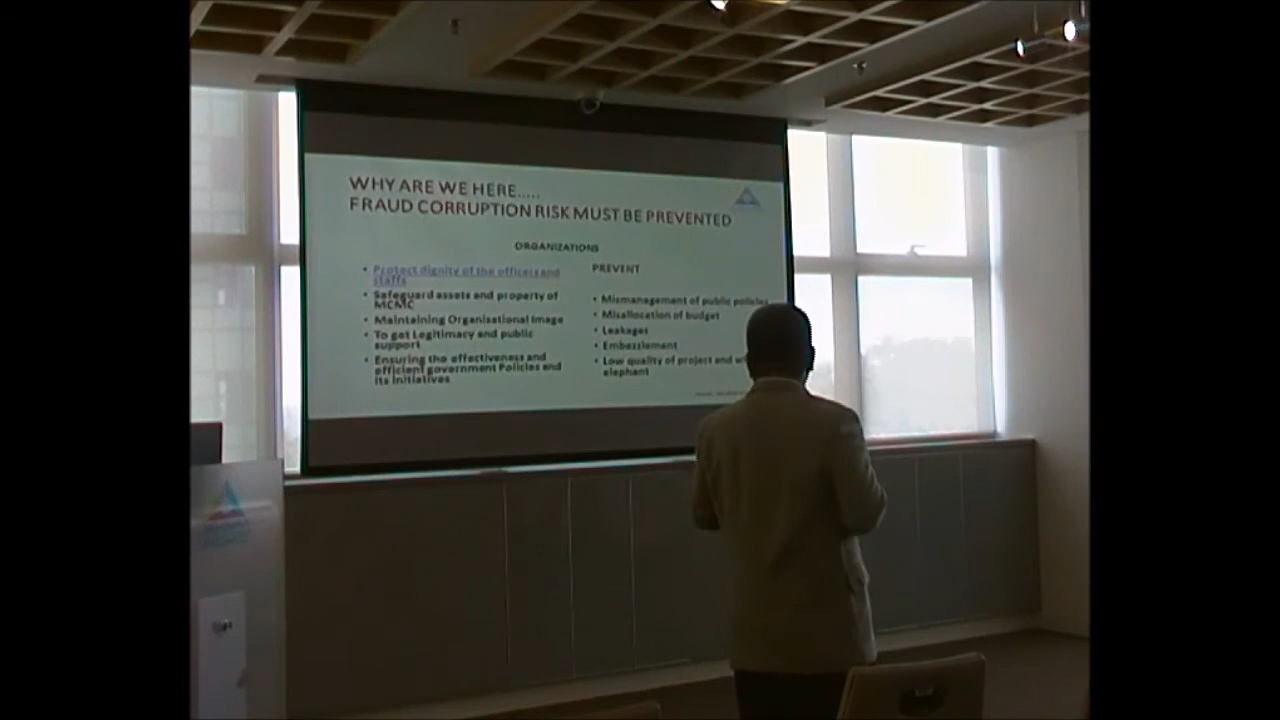 WHY ARE WE HERE.....
FRAUD CORRUPTION RISK MUST BE PREVENTED
ORGANIZATIONS
• Protect dignity of the officers and
staffs
• Safeguard assets and property of
MCMC
• Maintaining Organisational Image
• To get Legitimacy and public
support
• Ensuring the effectiveness and
efficient government Policies and
its initiatives
PREVENT
• Mismanagement of public policies
• Misallocation of budget
• Leakages
• Embezzlement
• Low quality of project and
elephant